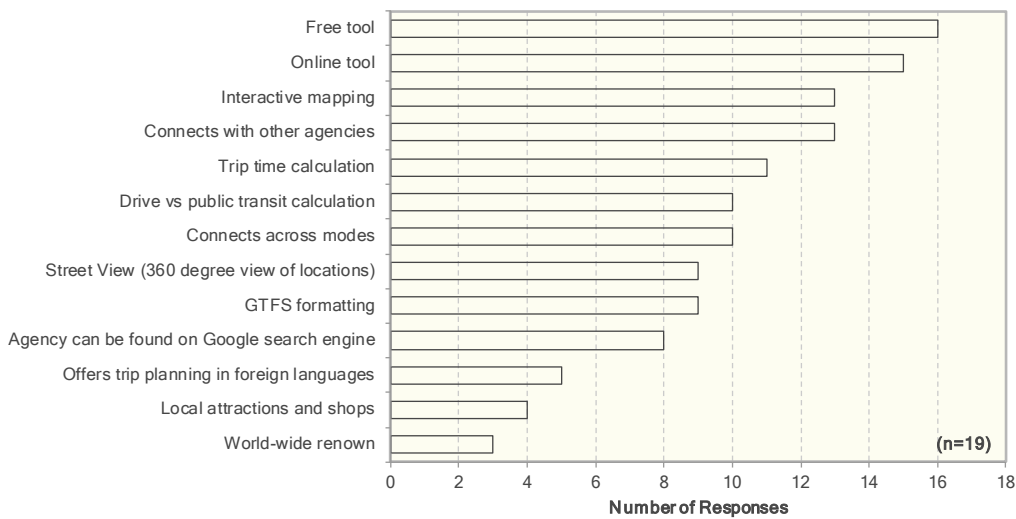 Free tool
Online tool
Interactive mapping
Connects with other agencies
Trip time calculation
Drive vs public transit calculation
Connects across modes
Street View (360 degree view of locations)
GTFS formatting
Agency can be found on Google search engine
Offers trip planning in foreign languages
Local attractions and shops
World-wide renown
(n=19)
0 2 4 6 8 10 12 14 16 18
Number of Responses